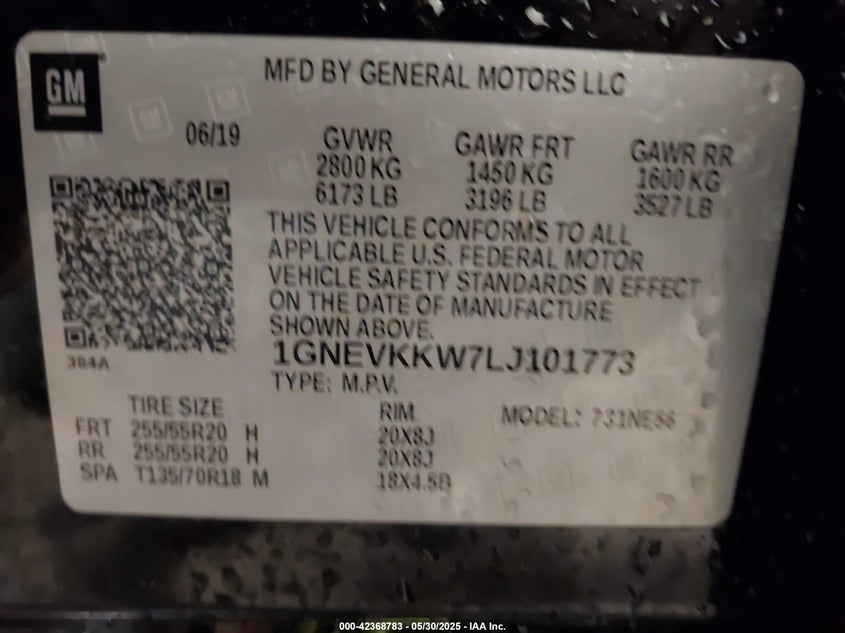 GM
MFD BY GENERAL MOTORS LLC
06/19
GVWR GAWR FRT GAWR RR
2800 KG 1450 KG 1600 KG
6173 LB 3196 LB 3527 LB
THIS VEHICLE CONFORMS TO ALL
APPLICABLE U.S. FEDERAL MOTOR
VEHICLE SAFETY STANDARDS IN EFFECT
ON THE DATE OF MANUFACTURE
SHOWN ABOVE.
384A
1GNEVKKW7LJ101773
TYPE: M.P.V.
TIRE SIZE RIM MODEL: 731NE56
FRT 255/55R20 H 20X8J
RR 255/55R20 H 20X8J
SPA T135/70R18 M 18X4.5B
000-42368783 - 05/30/2025 - IAA Inc.